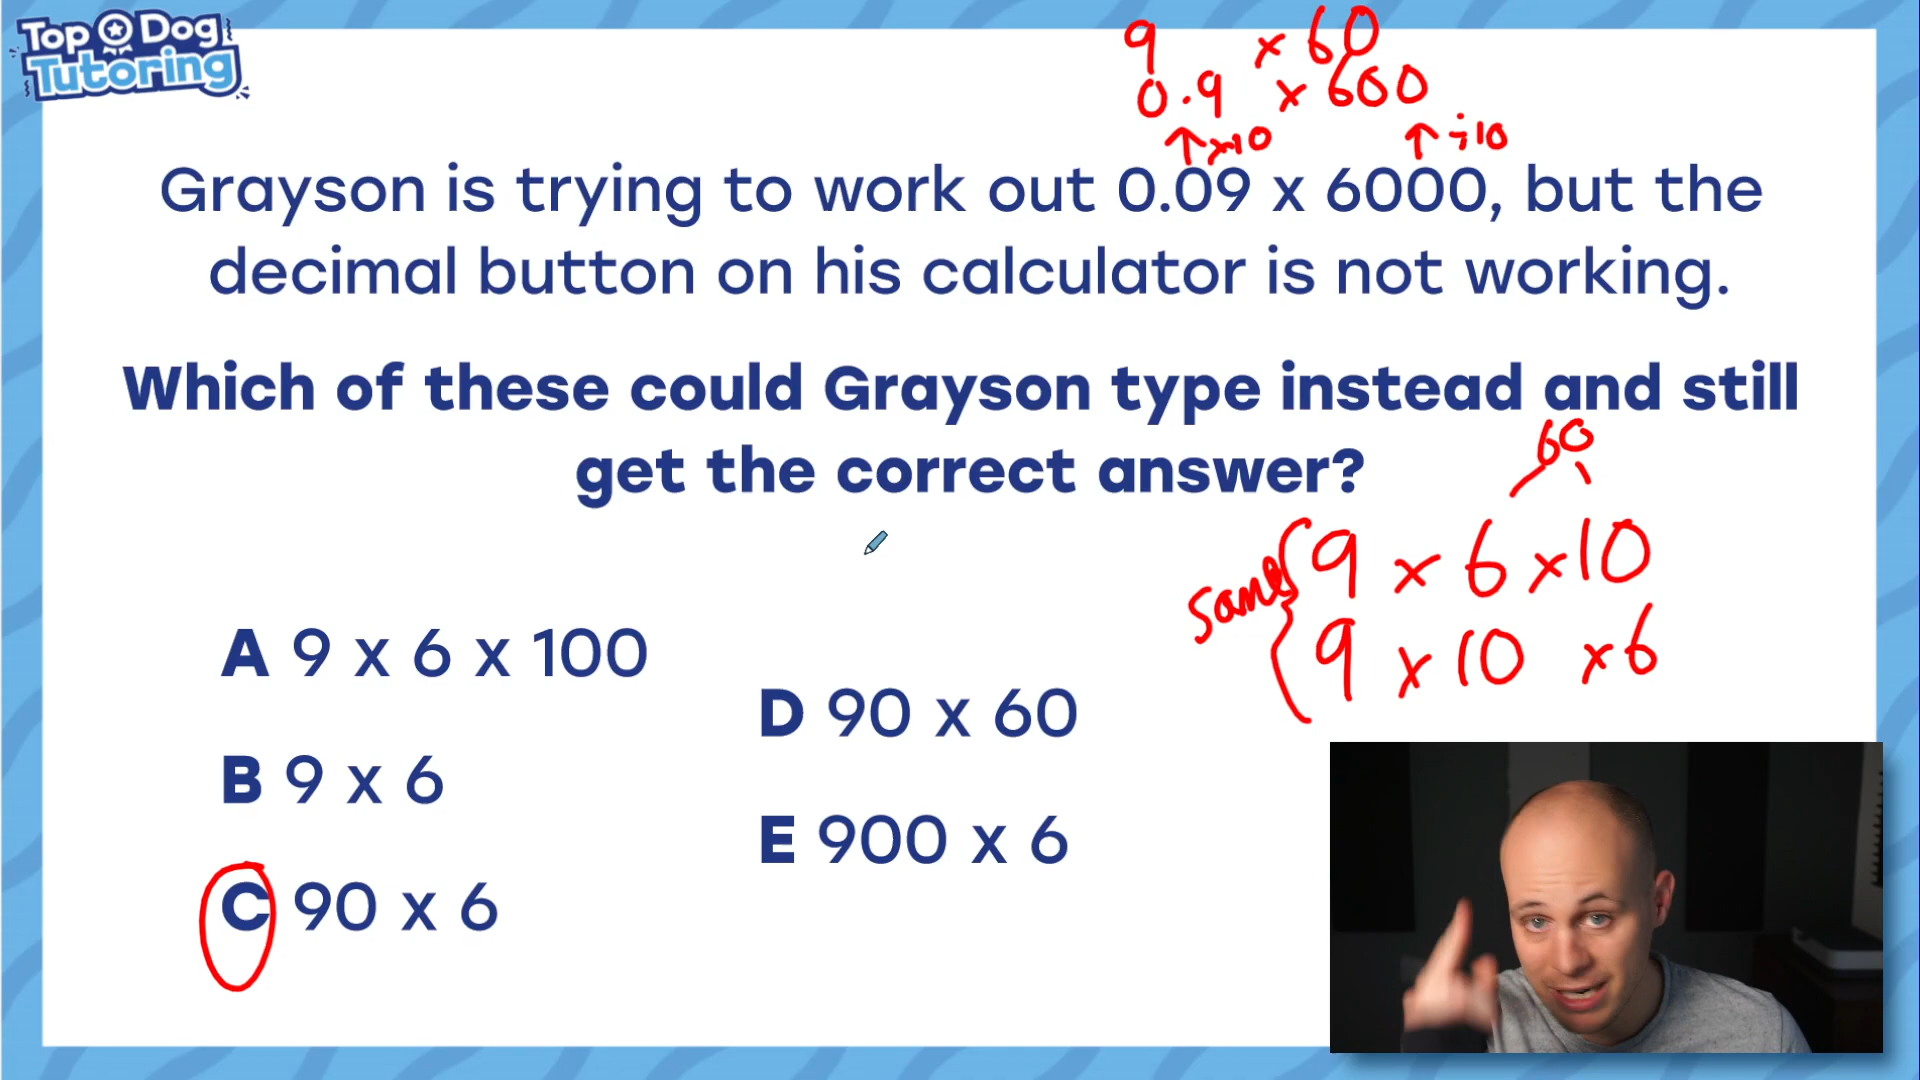 Top Dog
Tutoring
9 x 60
0.9 x 600
↑x10 ↑÷10
Grayson is trying to work out 0.09 x 6000, but the
decimal button on his calculator is not working.
Which of these could Grayson type instead and still
get the correct answer?
60
same { 9 x 6 x 10
9 x 10 x 6
A 9 x 6 x 100
B 9 x 6
C 90 x 6
D 90 x 60
E 900 x 6